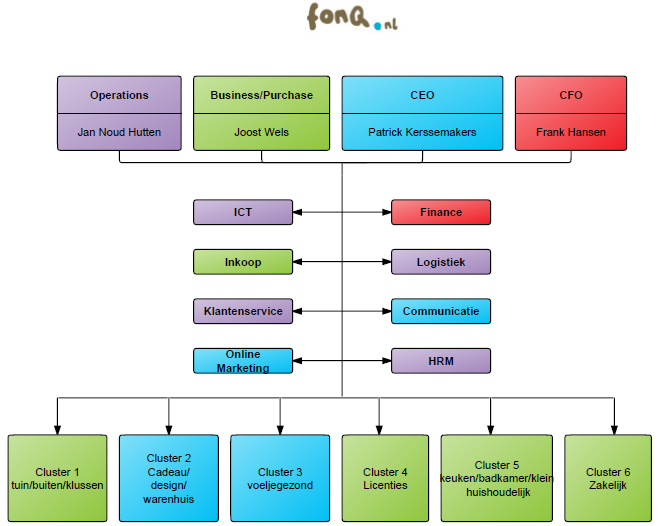 fonQ.nl
Operations
Business/Purchase
CEO
CFO
Jan Noud Hutten
Joost Wels
Patrick Kerssemakers
Frank Hansen
ICT
Finance
Inkoop
Logistiek
Klantenservice
Communicatie
Online
Marketing
HRM
Cluster 1
tuin/buiten/klussen
Cluster 2
Cadeau/
design/
warenhuis
Cluster 3
voeljegezond
Cluster 4
Licenties
Cluster 5
keuken/badkamer/klein
huishoudelijk
Cluster 6
Zakelijk